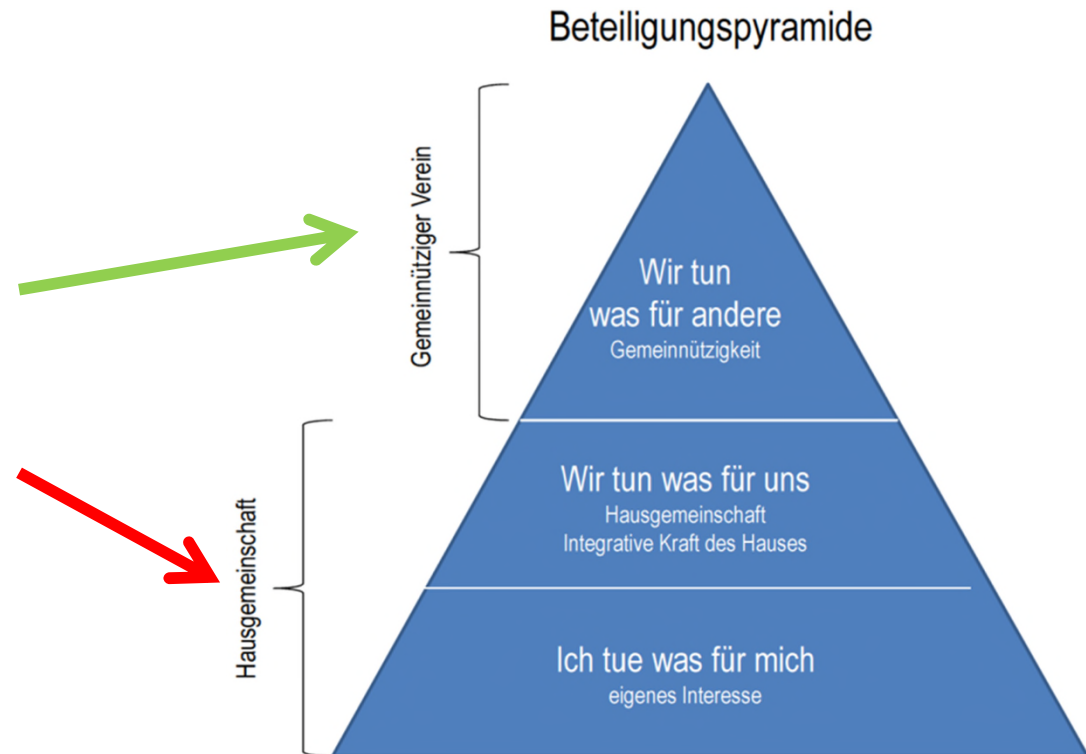 Beteiligungspyramide
Gemeinnütziger Verein
Wir tun
was für andere
Gemeinnützigkeit
Hausgemeinschaft
Wir tun was für uns
Hausgemeinschaft
Integrative Kraft des Hauses
Ich tue was für mich
eigenes Interesse